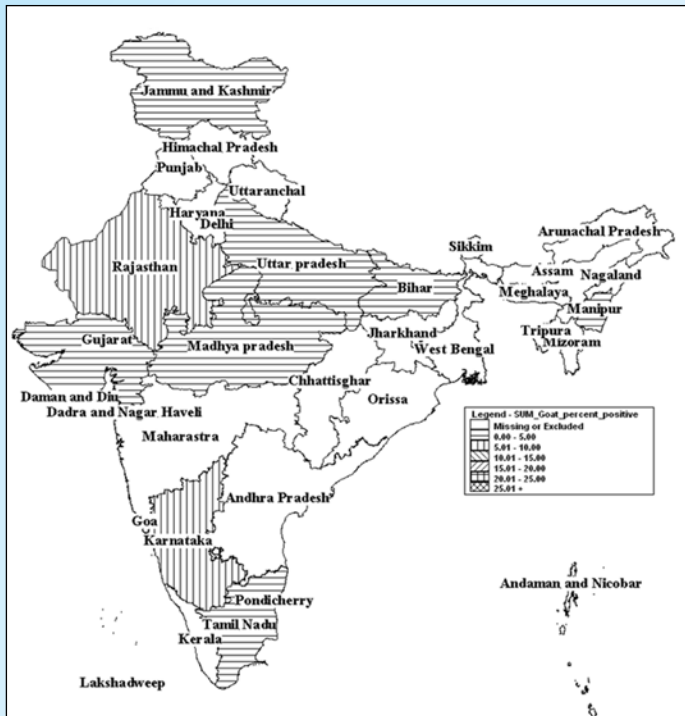 Jammu and Kashmir
Himachal Pradesh
Punjab
Uttaranchal
Haryana
Delhi
Arunachal Pradesh
Sikkim
Rajasthan
Uttar pradesh
Assam
Nagaland
Bihar
Meghalaya
Manipur
Jharkhand
Tripura
Gujarat
Madhya pradesh
West Bengal
Mizoram
Chhattisghar
Daman and Diu
Orissa
Dadra and Nagar Haveli
Legend - SUM_Goat_percent_positive
Missing or Excluded
0.00 - 5.00
5.01 - 10.00
10.01 - 15.00
15.01 - 20.00
20.01 - 25.00
25.01 +
Maharastra
Andhra Pradesh
Goa
Karnataka
Andaman and Nicobar
Pondicherry
Tamil Nadu
Kerala
Lakshadweep